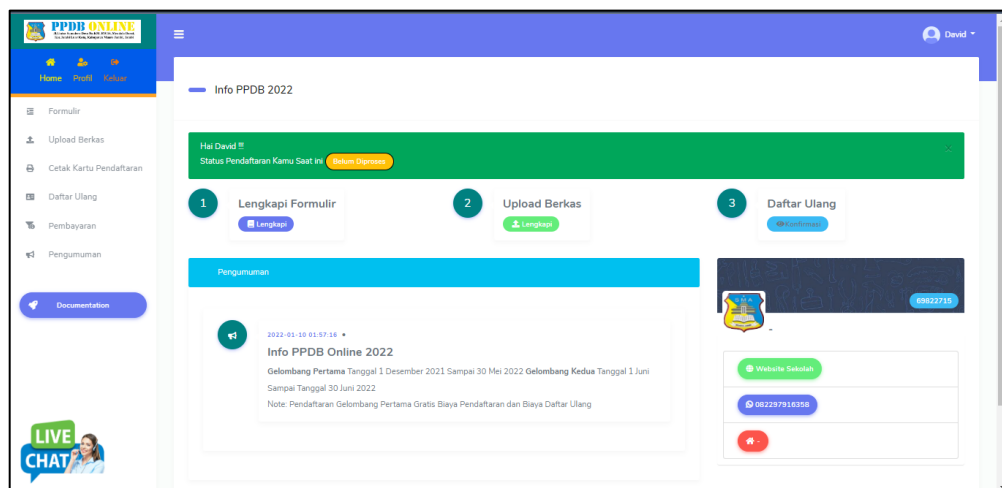 PPDB ONLINE
David
Home Profil Keluar
Info PPDB 2022
Formulir
Upload Berkas
Cetak Kartu Pendaftaran
Daftar Ulang
Pembayaran
Pengumuman
Documentation
LIVE
CHAT
Hai David !!!
Status Pendaftaran Kamu Saat ini Belum Diproses
×
1 Lengkapi Formulir
Lengkapi
2 Upload Berkas
Lengkapi
3 Daftar Ulang
Konfirmasi
Pengumuman
2022-01-10 01:57:16
Info PPDB Online 2022
Gelombang Pertama Tanggal 1 Desember 2021 Sampai 30 Mei 2022 Gelombang Kedua Tanggal 1 Juni
Sampai Tanggal 30 Juni 2022
Note: Pendaftaran Gelombang Pertama Gratis Biaya Pendaftaran dan Biaya Daftar Ulang
69822715
SMA
-
Website Sekolah
082297916358
-